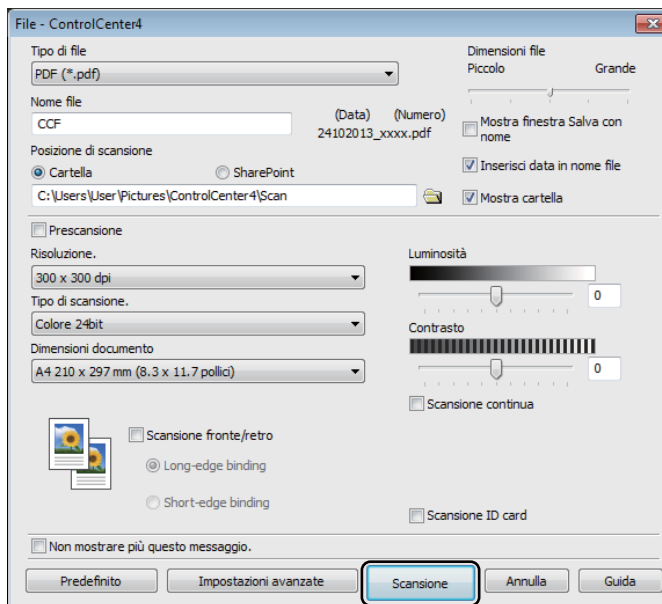 File - ControlCenter4
Tipo di file
PDF (*.pdf)
Nome file
CCF
(Data) (Numero)
24102013_xxxx.pdf
Posizione di scansione
Cartella
SharePoint
C:\Users\User\Pictures\ControlCenter4\Scan
Dimensioni file
Piccolo Grande
Mostra finestra Salva con
nome
Inserisci data in nome file
Mostra cartella
Prescansione
Risoluzione.
300 x 300 dpi
Tipo di scansione.
Colore 24bit
Dimensioni documento
A4 210 x 297 mm (8.3 x 11.7 pollici)
Luminosità
0
Contrasto
0
Scansione continua
Scansione fronte/retro
Long-edge binding
Short-edge binding
Scansione ID card
Non mostrare più questo messaggio.
Predefinito Impostazioni avanzate Scansione Annulla Guida